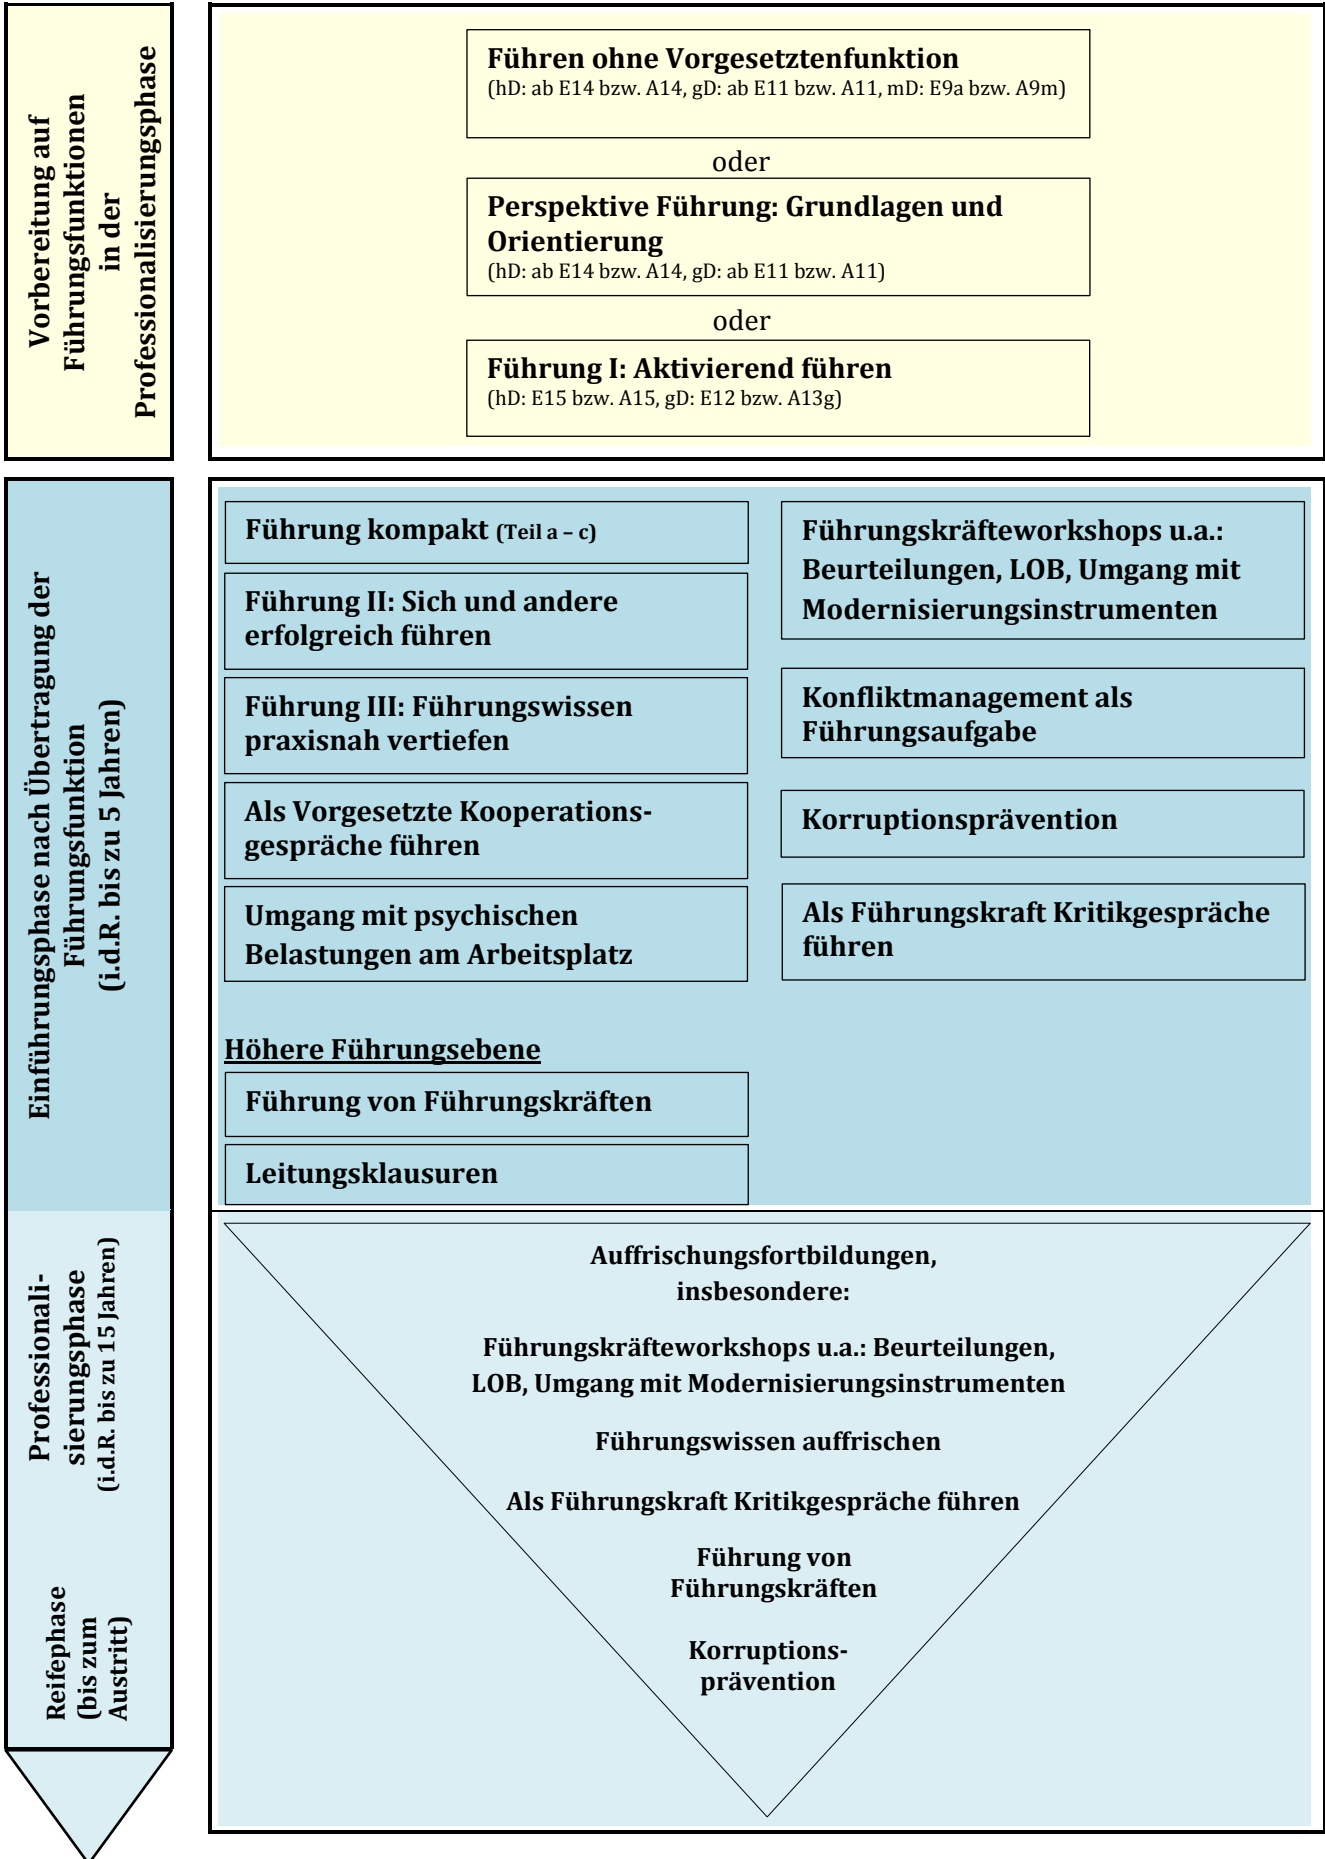 Vorbereitung auf
Führungsfunktionen
in der
Professionalisierungsphase
Führen ohne Vorgesetztenfunktion
(hD: ab E14 bzw. A14, gD: ab E11 bzw. A11, mD: E9a bzw. A9m)
oder
Perspektive Führung: Grundlagen und
Orientierung
(hD: ab E14 bzw. A14, gD: ab E11 bzw. A11)
oder
Führung I: Aktivierend führen
(hD: E15 bzw. A15, gD: E12 bzw. A13g)
Einführungsphase nach Übertragung der
Führungsfunktion
(i.d.R. bis zu 5 Jahren)
Führung kompakt (Teil a – c)
Führung II: Sich und andere
erfolgreich führen
Führung III: Führungswissen
praxisnah vertiefen
Als Vorgesetzte Kooperations-
gespräche führen
Umgang mit psychischen
Belastungen am Arbeitsplatz
Führungskräfteworkshops u.a.:
Beurteilungen, LOB, Umgang mit
Modernisierungsinstrumenten
Konfliktmanagement als
Führungsaufgabe
Korruptionsprävention
Als Führungskraft Kritikgespräche
führen
Höhere Führungsebene
Führung von Führungskräften
Leitungsklausuren
Professionali-
sierungsphase
(i.d.R. bis zu 15 Jahren)
Auffrischungsfortbildungen,
insbesondere:
Führungskräfteworkshops u.a.: Beurteilungen,
LOB, Umgang mit Modernisierungsinstrumenten
Führungswissen auffrischen
Als Führungskraft Kritikgespräche führen
Führung von
Führungskräften
Korruptions-
prävention
Reifephase
(bis zum
Austritt)